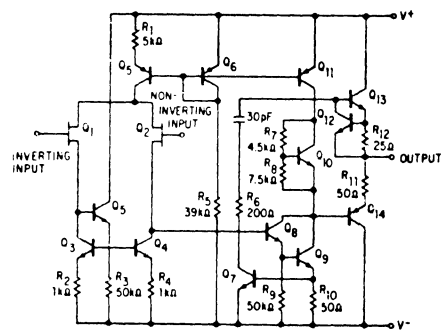 V+
R1
5kΩ
Q5
Q6
Q11
Q13
NON-
INVERTING
INPUT
Q1
Q2
30pF
Q12
R12
25Ω
R7
4.5kΩ
Q10
R8
7.5kΩ
OUTPUT
INVERTING
INPUT
R11
50Ω
Q5
R5
39kΩ
R6
200Ω
Q8
Q14
Q3
Q4
Q9
Q7
R2
1kΩ
R3
50kΩ
R4
1kΩ
R9
50kΩ
R10
50Ω
V-